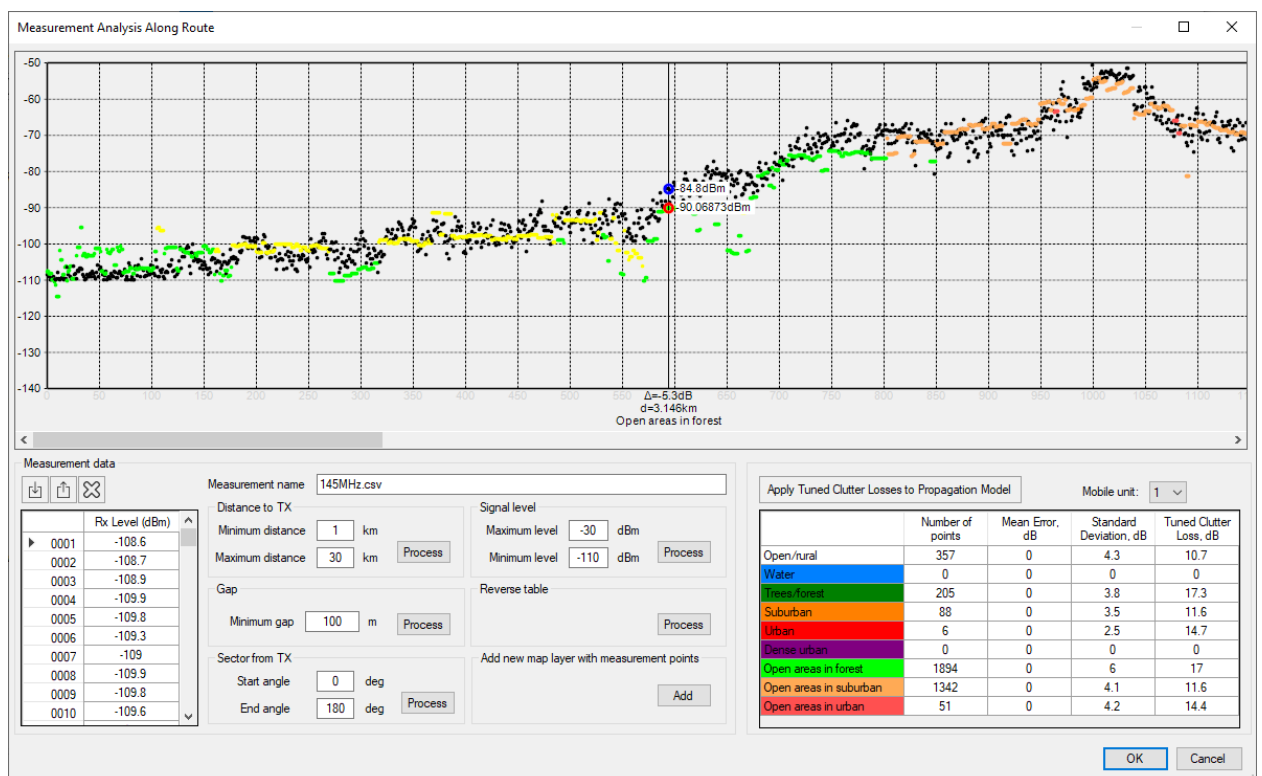 Measurement Analysis Along Route
-50
-60
-70
-80
-90
-100
-110
-120
-130
-140
-84.8dBm
-90.06873dBm
0 50 100 150 200 250 300 350 400 450 500 550 650 700 750 800 850 900 950 1000 1050 1100
Δ=-5.3dB
d=3.146km
Open areas in forest
Measurement data
Rx Level (dBm)
0001 -108.6
0002 -108.7
0003 -108.9
0004 -109.9
0005 -109.8
0006 -109.3
0007 -109
0008 -109.9
0009 -109.8
0010 -109.6
Measurement name 145MHz.csv
Distance to TX
Minimum distance 1 km
Maximum distance 30 km Process
Signal level
Maximum level -30 dBm
Minimum level -110 dBm Process
Gap
Minimum gap 100 m Process
Reverse table
Process
Sector from TX
Start angle 0 deg
End angle 180 deg Process
Add new map layer with measurement points
Add
Apply Tuned Clutter Losses to Propagation Model Mobile unit: 1
Number of points Mean Error, dB Standard Deviation, dB Tuned Clutter Loss, dB
Open/rural 357 0 4.3 10.7
Water 0 0 0 0
Trees/forest 205 0 3.8 17.3
Suburban 88 0 3.5 11.6
Urban 6 0 2.5 14.7
Dense urban 0 0 0 0
Open areas in forest 1894 0 6 17
Open areas in suburban 1342 0 4.1 11.6
Open areas in urban 51 0 4.2 14.4
OK Cancel